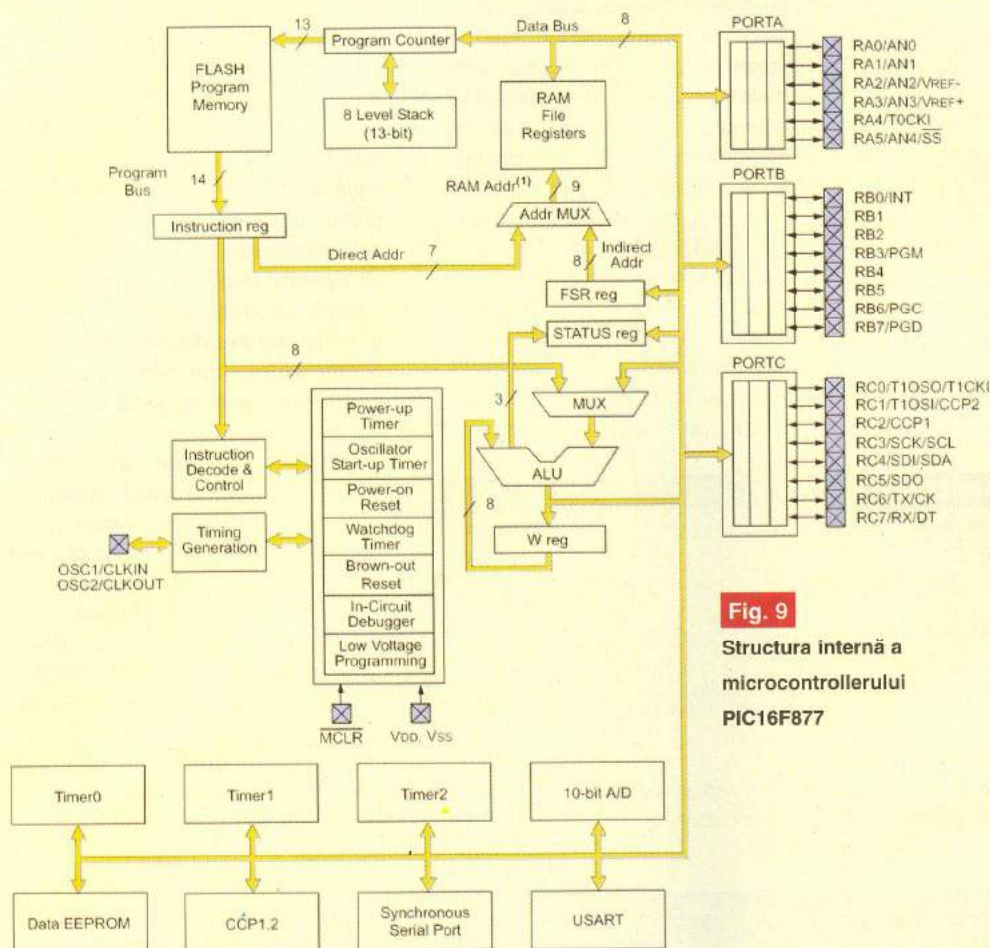 13
Program Counter
Data Bus
8
FLASH
Program
Memory
8 Level Stack
(13-bit)
RAM
File
Registers
Program
Bus
14
RAM Addr(1)
9
Addr MUX
Instruction reg
Direct Addr
7
8
Indirect
Addr
FSR reg
STATUS reg
8
3
MUX
ALU
8
W reg
Power-up
Timer
Oscillator
Start-up Timer
Power-on
Reset
Watchdog
Timer
Brown-out
Reset
In-Circuit
Debugger
Low Voltage
Programming
Instruction
Decode &
Control
Timing
Generation
OSC1/CLKIN
OSC2/CLKOUT
MCLR
VDD, VSS
PORTA
RA0/AN0
RA1/AN1
RA2/AN2/VREF-
RA3/AN3/VREF+
RA4/T0CKI
RA5/AN4/SS
PORTB
RB0/INT
RB1
RB2
RB3/PGM
RB4
RB5
RB6/PGC
RB7/PGD
PORTC
RC0/T1OSO/T1CKI
RC1/T1OSI/CCP2
RC2/CCP1
RC3/SCK/SCL
RC4/SDI/SDA
RC5/SDO
RC6/TX/CK
RC7/RX/DT
Fig. 9
Structura internă a
microcontrollerului
PIC16F877
Timer0
Timer1
Timer2
10-bit A/D
Data EEPROM
CCP1,2
Synchronous
Serial Port
USART